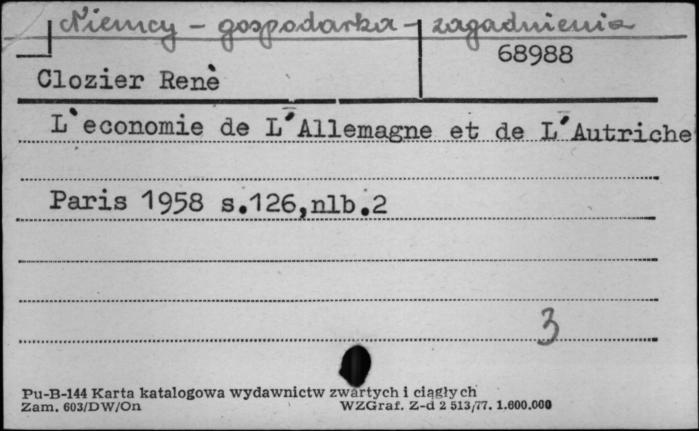 Niemcy - gospodarka - zagadnienia
68988
Clozier Renè
L'economie de L'Allemagne et de L'Autriche
Paris 1958 s.126,nlb.2
3
Pu-B-144 Karta katalogowa wydawnictw zwartych i ciągłych
Zam. 603/DW/On WZGraf. Z-d 2 513/77. 1.600.000